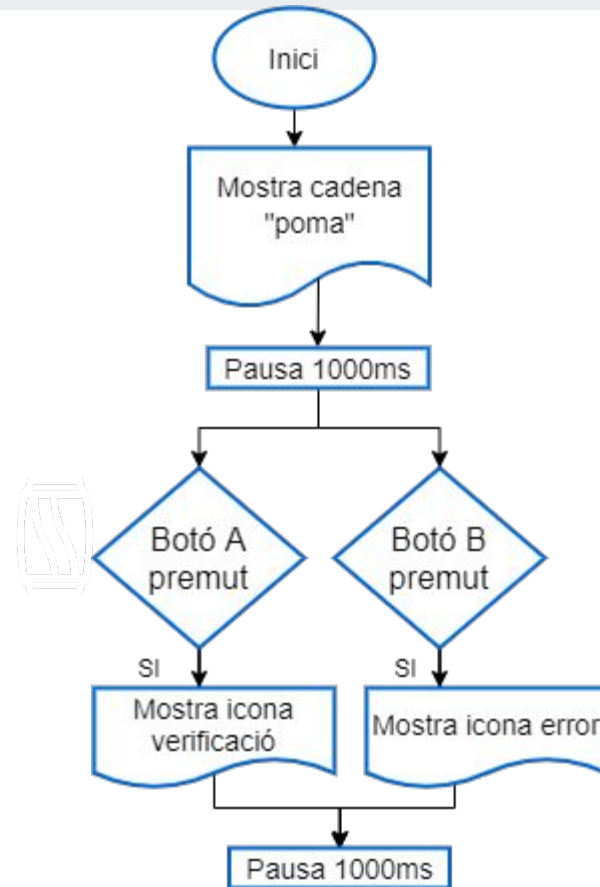 Inici
Mostra cadena
"poma"
Pausa 1000ms
Botó A
premut
Botó B
premut
SI
SI
Mostra icona
verificació
Mostra icona error
Pausa 1000ms